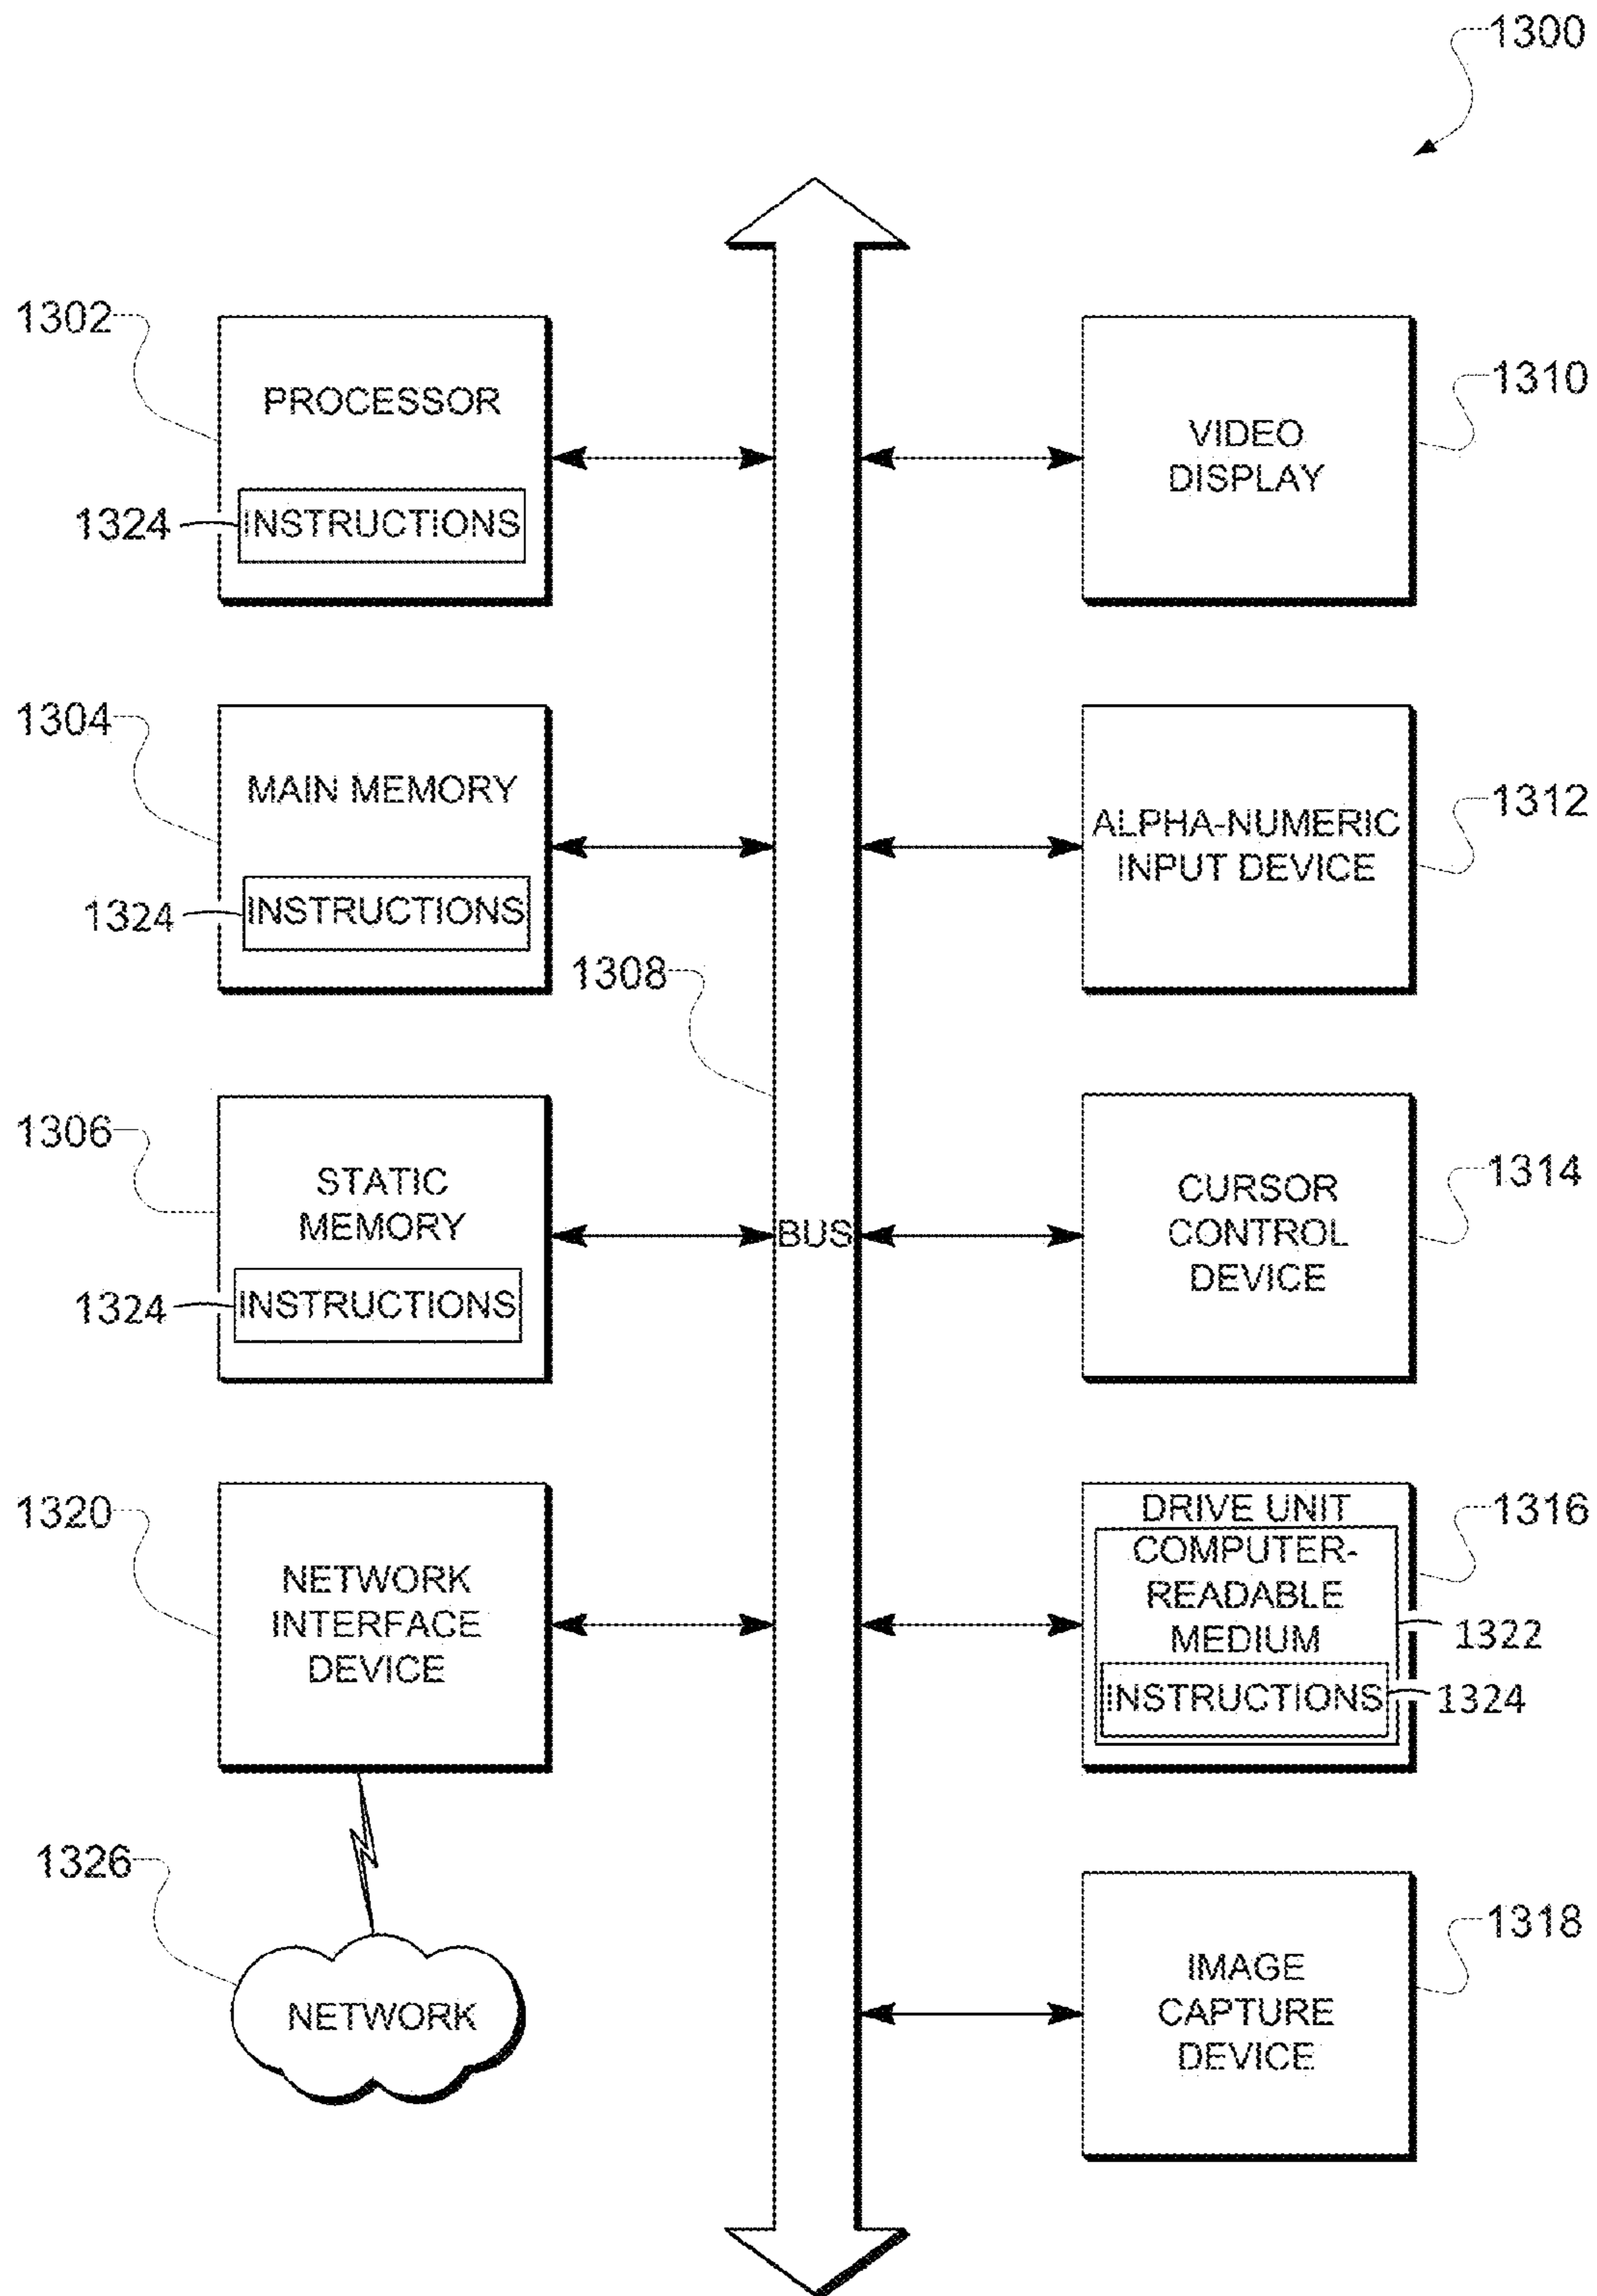 1300
1302
PROCESSOR
1324
INSTRUCTIONS
1310
VIDEO
DISPLAY
1304
MAIN MEMORY
1324
INSTRUCTIONS
1312
ALPHA-NUMERIC
INPUT DEVICE
1308
BUS
1306
STATIC
MEMORY
1324
INSTRUCTIONS
1314
CURSOR
CONTROL
DEVICE
1320
NETWORK
INTERFACE
DEVICE
1316
DRIVE UNIT
COMPUTER-
READABLE
MEDIUM
1322
INSTRUCTIONS
1324
1326
NETWORK
1318
IMAGE
CAPTURE
DEVICE